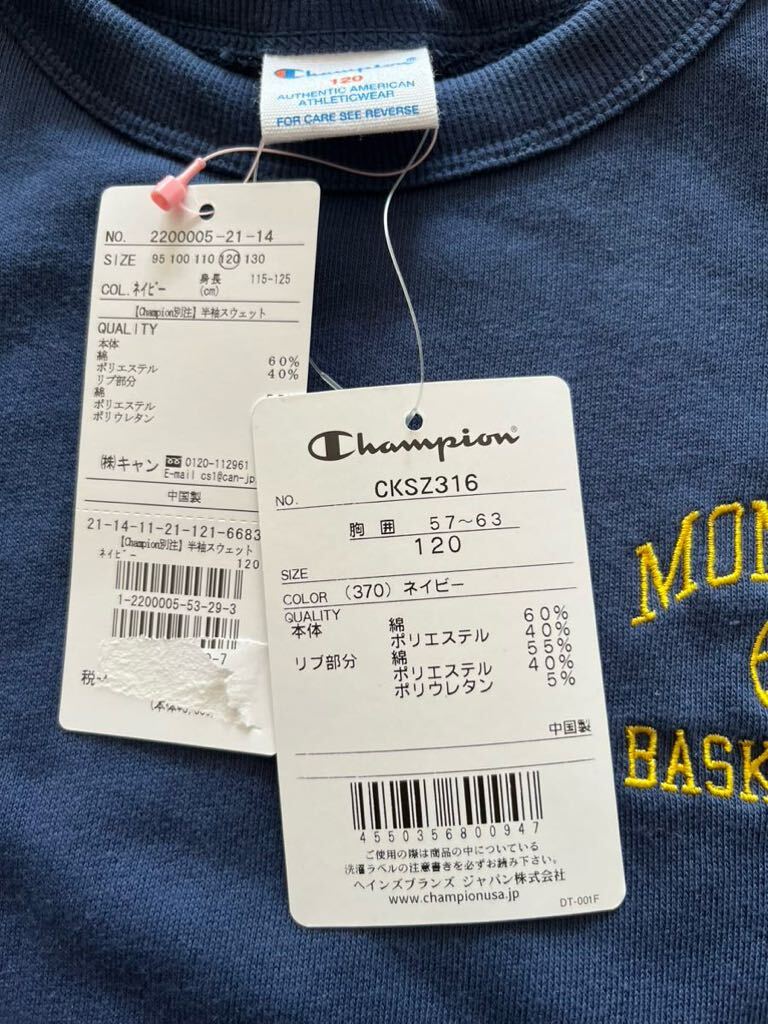 Champion
120
AUTHENTIC AMERICAN
ATHLETICWEAR
FOR CARE SEE REVERSE
NO. 2200005-21-14
SIZE 95 100 110 120 130
COL. ネイビー 身長(cm) 115-125
【Champion別注】半袖スウェット
QUALITY
本体
綿 60%
ポリエステル 40%
リブ部分
綿
ポリエステル
ポリウレタン
(株)キャン 0120-112961
E-mail cs1@can-jp
中国製
21-14-11-21-121-6683
【Champion別注】半袖スウェット
ネイビー 120
1-2200005-53-29-3
Champion®
NO. CKSZ316
胸囲 57~63
SIZE 120
COLOR (370) ネイビー
QUALITY
本体 綿 60%
ポリエステル 40%
リブ部分 綿 55%
ポリエステル 40%
ポリウレタン 5%
中国製
4550356800947
ご使用の際は商品の中についている
洗濯ラベルの注意書きを必ずお読み下さい。
ヘインズブランズ ジャパン株式会社
www.championusa.jp
DT-001F
MON
BASK